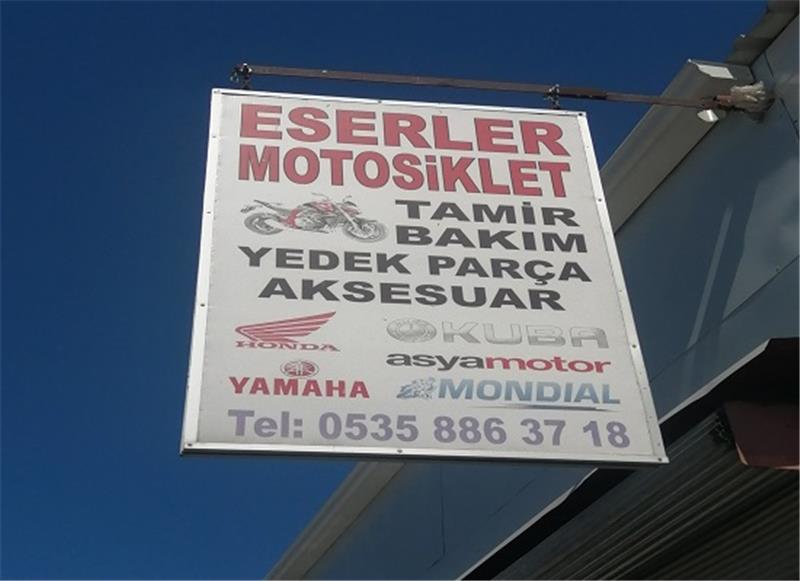 ESERLER
MOTOSiKLET
TAMİR
BAKIM
YEDEK PARÇA
AKSESUAR
HONDA
KUBA
asyamotor
YAMAHA
MONDIAL
Tel: 0535 886 37 18